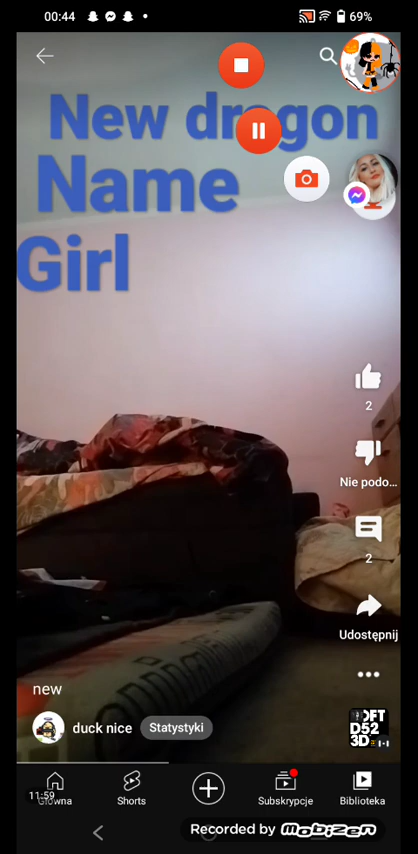 00:44
69%
New dragon
Name
Girl
2
Nie podo...
2
Udostępnij
new
duck nice
Statystyki
Główna
Shorts
Subskrypcje
Biblioteka
11:59
Recorded by MOBIZEN